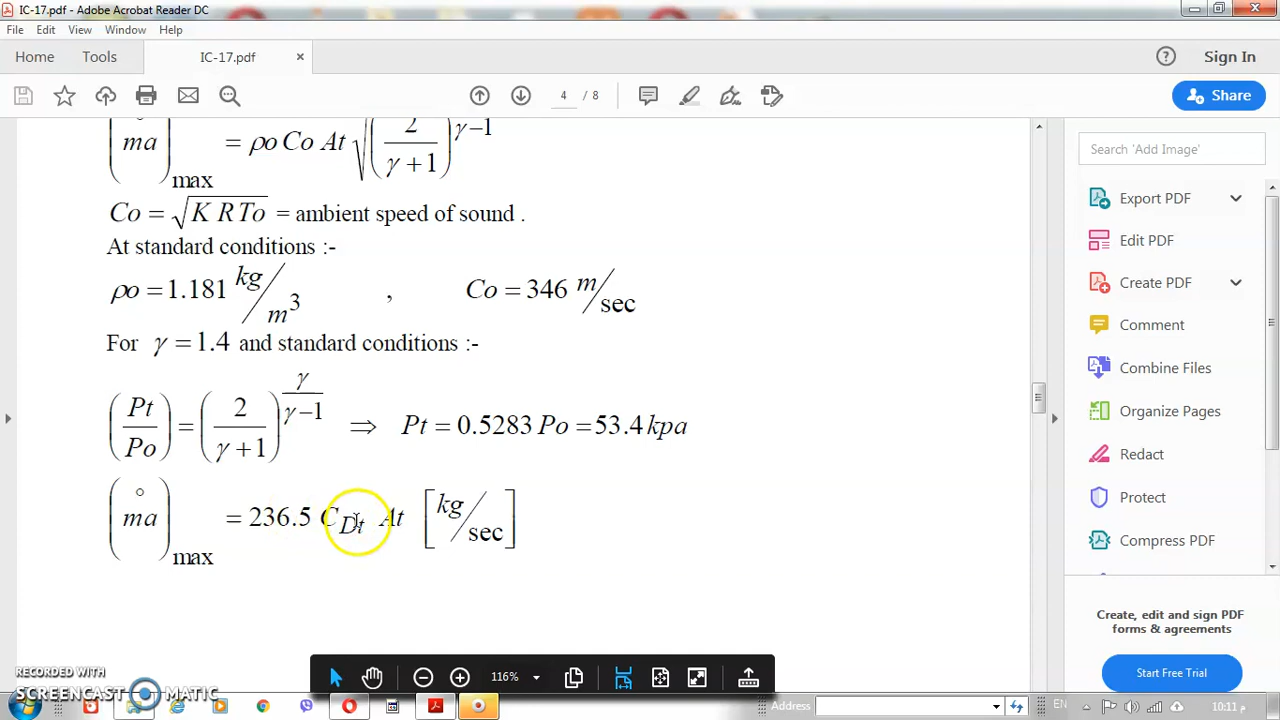 IC-17.pdf - Adobe Acrobat Reader DC
File Edit View Window Help
Home Tools IC-17.pdf × Sign In
4 / 8 Share
(ma)max = ρo Co At √(2/γ+1)^γ−1
Co = √K R To = ambient speed of sound .
At standard conditions :-
ρo = 1.181 kg/m³ , Co = 346 m/sec
For γ = 1.4 and standard conditions :-
(Pt/Po) = (2/γ+1)^γ/γ−1 ⇒ Pt = 0.5283 Po = 53.4 kpa
(ma)max = 236.5 C_Dt At [kg/sec]
Search 'Add Image'
Export PDF
Edit PDF
Create PDF
Comment
Combine Files
Organize Pages
Redact
Protect
Compress PDF
Convert, edit and sign PDF
forms & agreements
Start Free Trial
116%
RECORDED WITH
SCREENCAST MATIC
Address EN 10:11 م